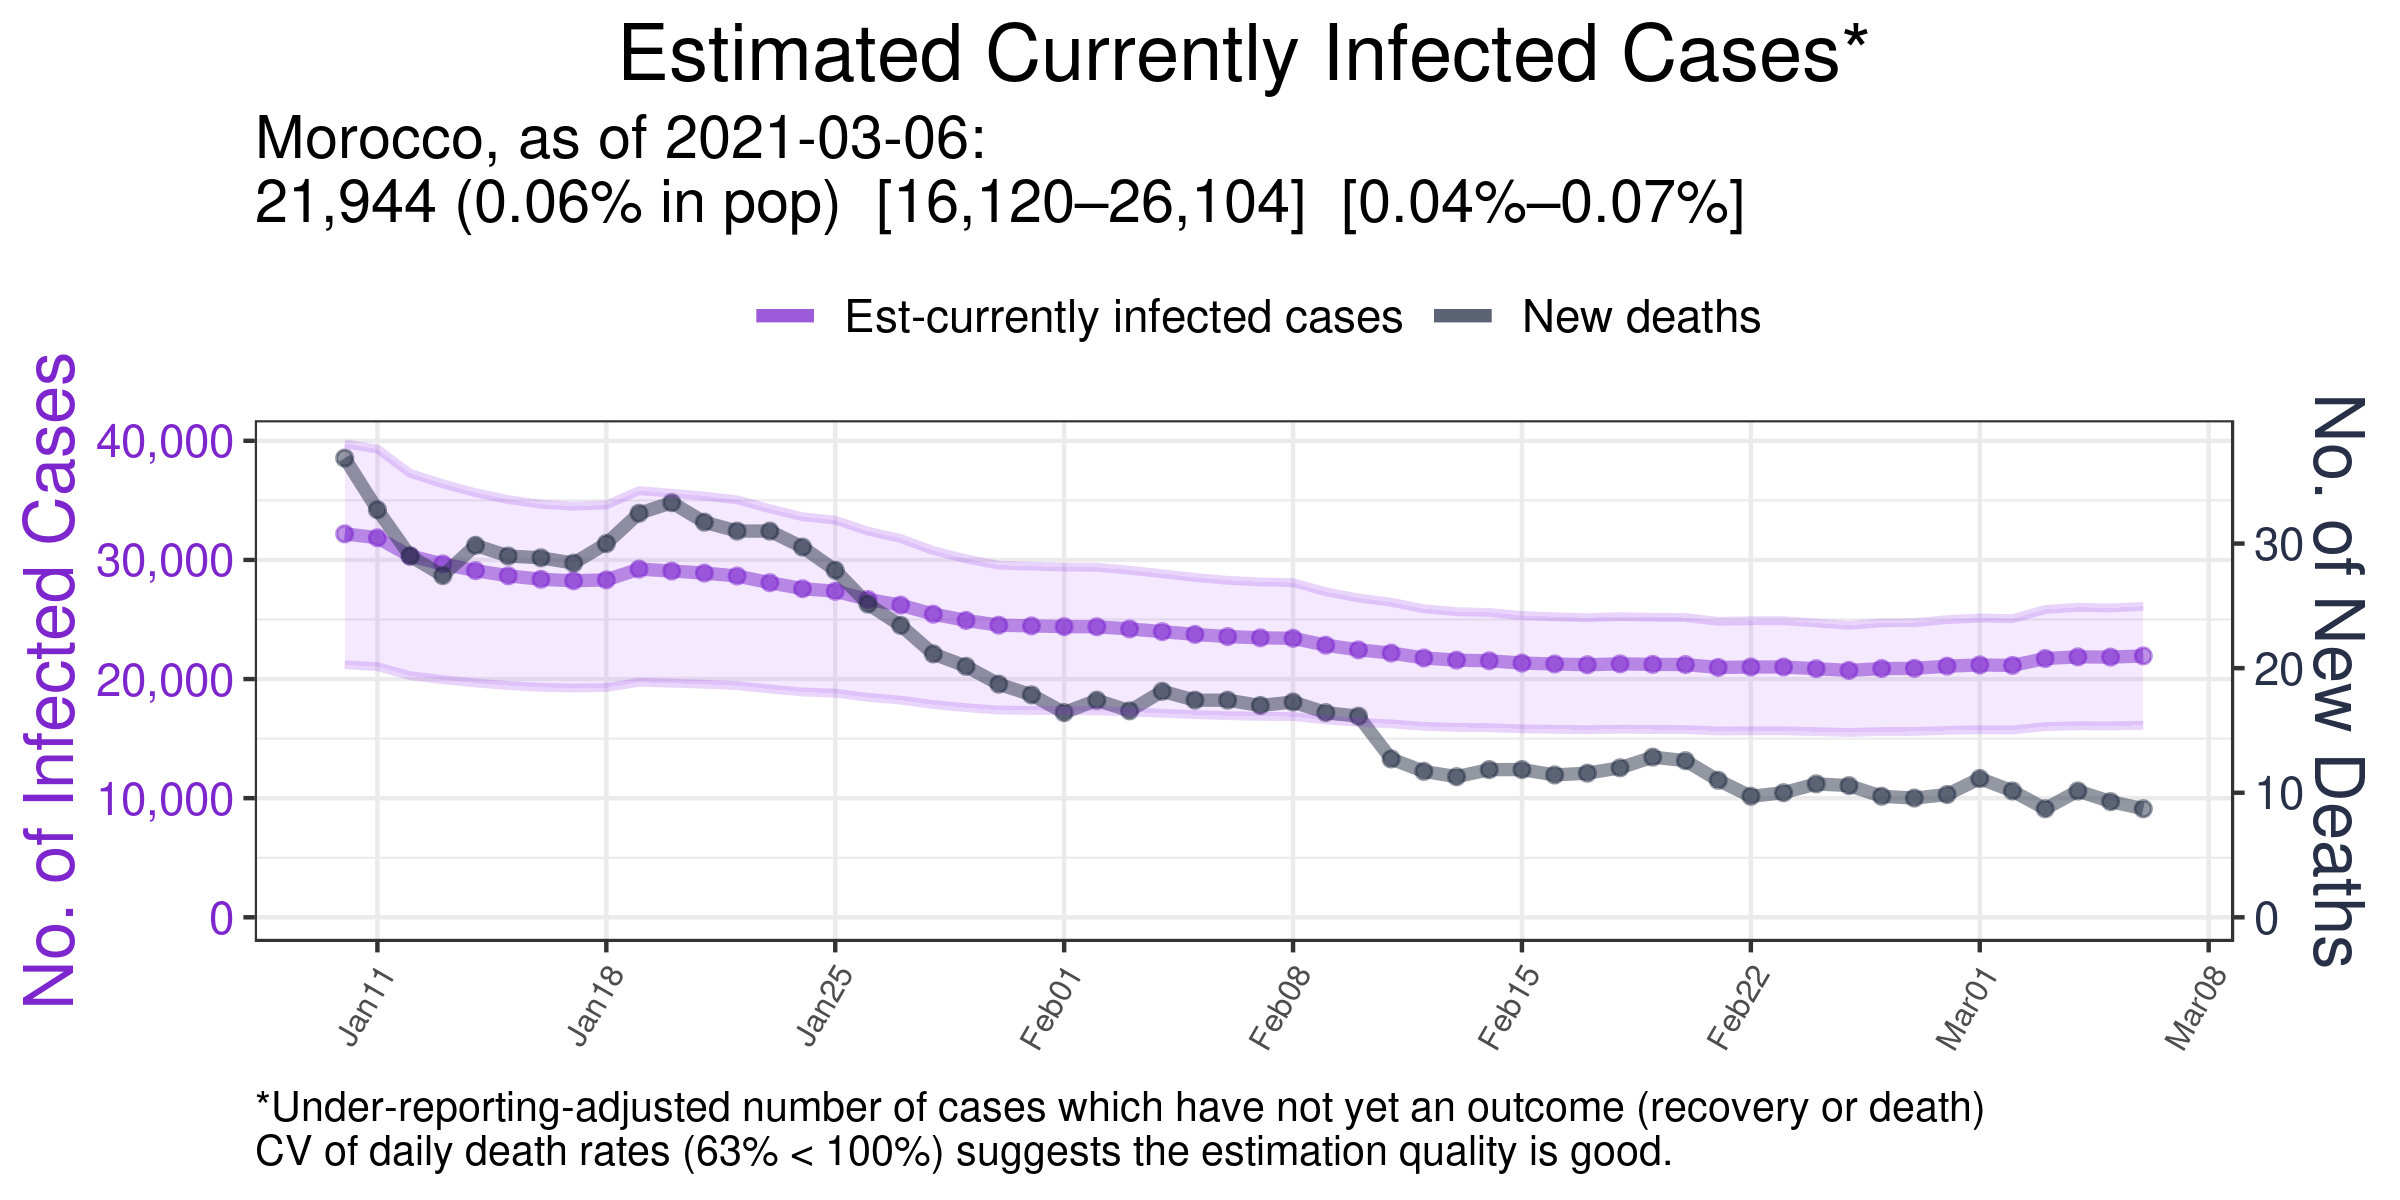 Estimated Currently Infected Cases*
Morocco, as of 2021-03-06:
21,944 (0.06% in pop)  [16,120–26,104]  [0.04%–0.07%]
Est-currently infected cases
New deaths
No. of Infected Cases
40,000
30,000
20,000
10,000
0
No. of New Deaths
30
20
10
0
Jan11
Jan18
Jan25
Feb01
Feb08
Feb15
Feb22
Mar01
Mar08
*Under-reporting-adjusted number of cases which have not yet an outcome (recovery or death)
CV of daily death rates (63% < 100%) suggests the estimation quality is good.